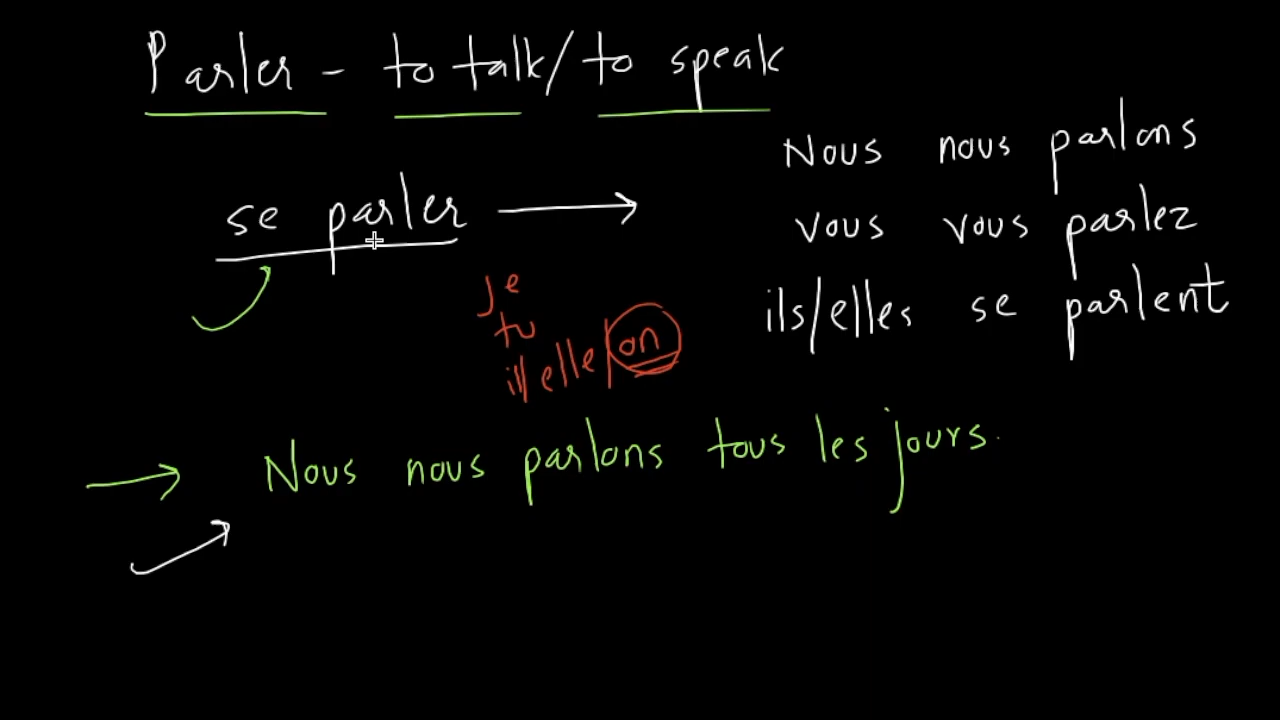 Parler - to talk/to speak
se parler
Nous nous parlons
vous vous parlez
ils/elles se parlent
je
tu
il/elle/on
Nous nous parlons tous les jours.